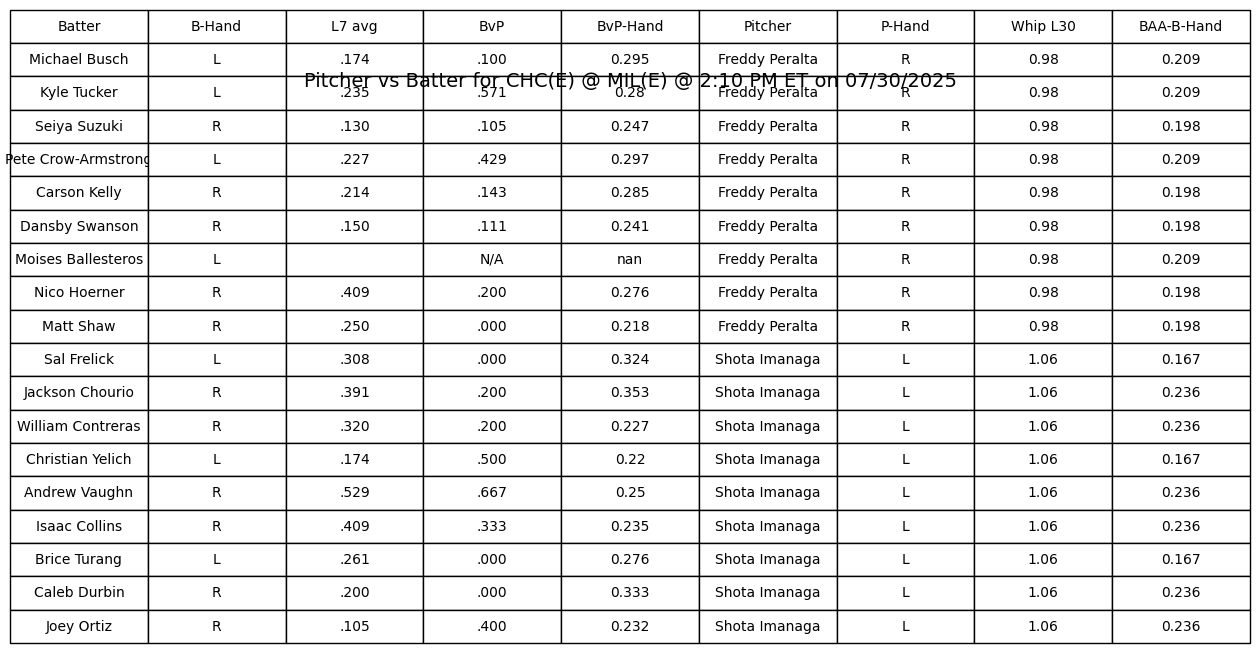 Batter B-Hand L7 avg BvP BvP-Hand Pitcher P-Hand Whip L30 BAA-B-Hand
Michael Busch L .174 .100 0.295 Freddy Peralta R 0.98 0.209
Pitcher vs Batter for CHC(E) @ MIL(E) @ 2:10 PM ET on 07/30/2025
Kyle Tucker L .235 .571 0.28 Freddy Peralta R 0.98 0.209
Seiya Suzuki R .130 .105 0.247 Freddy Peralta R 0.98 0.198
Pete Crow-Armstrong L .227 .429 0.297 Freddy Peralta R 0.98 0.209
Carson Kelly R .214 .143 0.285 Freddy Peralta R 0.98 0.198
Dansby Swanson R .150 .111 0.241 Freddy Peralta R 0.98 0.198
Moises Ballesteros L N/A nan Freddy Peralta R 0.98 0.209
Nico Hoerner R .409 .200 0.276 Freddy Peralta R 0.98 0.198
Matt Shaw R .250 .000 0.218 Freddy Peralta R 0.98 0.198
Sal Frelick L .308 .000 0.324 Shota Imanaga L 1.06 0.167
Jackson Chourio R .391 .200 0.353 Shota Imanaga L 1.06 0.236
William Contreras R .320 .200 0.227 Shota Imanaga L 1.06 0.236
Christian Yelich L .174 .500 0.22 Shota Imanaga L 1.06 0.167
Andrew Vaughn R .529 .667 0.25 Shota Imanaga L 1.06 0.236
Isaac Collins R .409 .333 0.235 Shota Imanaga L 1.06 0.236
Brice Turang L .261 .000 0.276 Shota Imanaga L 1.06 0.167
Caleb Durbin R .200 .000 0.333 Shota Imanaga L 1.06 0.236
Joey Ortiz R .105 .400 0.232 Shota Imanaga L 1.06 0.236